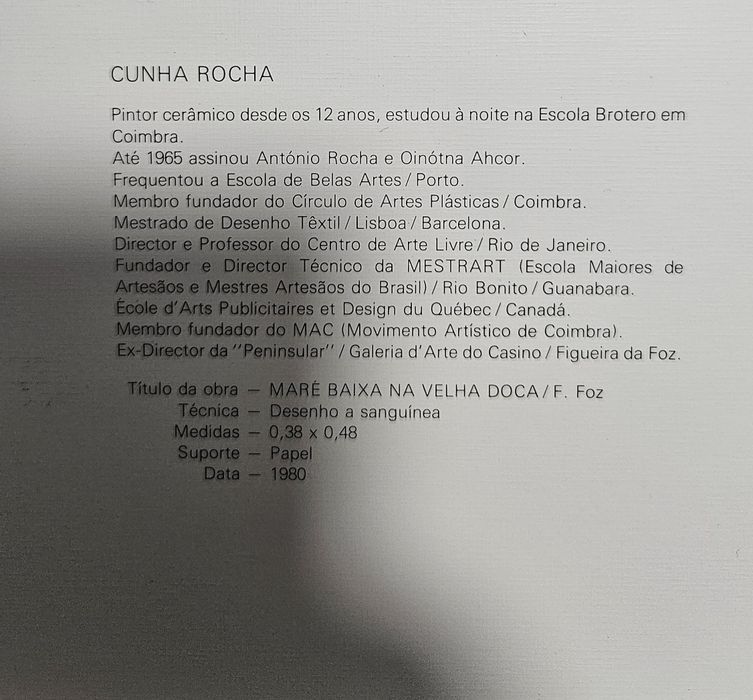 CUNHA ROCHA
Pintor cerâmico desde os 12 anos, estudou à noite na Escola Brotero em
Coimbra.
Até 1965 assinou António Rocha e Oinótna Ahcor.
Frequentou a Escola de Belas Artes / Porto.
Membro fundador do Círculo de Artes Plásticas / Coimbra.
Mestrado de Desenho Têxtil / Lisboa / Barcelona.
Director e Professor do Centro de Arte Livre / Rio de Janeiro.
Fundador e Director Técnico da MESTRART (Escola Maiores de
Artesãos e Mestres Artesãos do Brasil) / Rio Bonito / Guanabara.
École d'Arts Publicitaires et Design du Québec / Canadá.
Membro fundador do MAC (Movimento Artístico de Coimbra).
Ex-Director da "Peninsular" / Galeria d'Arte do Casino / Figueira da Foz.
Título da obra — MARÉ BAIXA NA VELHA DOCA / F. Foz
Técnica — Desenho a sanguínea
Medidas — 0,38 x 0,48
Suporte — Papel
Data — 1980